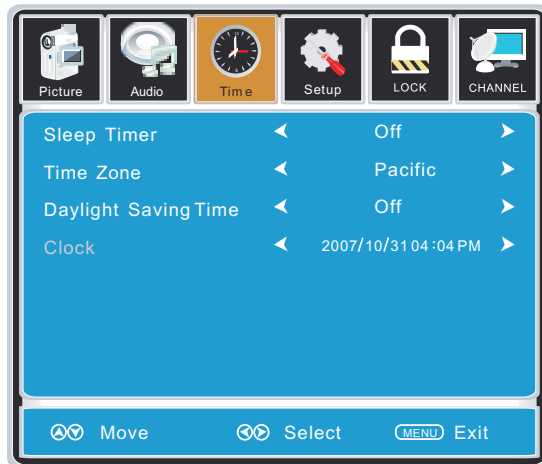 Picture Audio Time Setup LOCK CHANNEL
Sleep Timer Off
Time Zone Pacific
Daylight Saving Time Off
Clock 2007/10/31 04:04 PM
Move Select MENU Exit